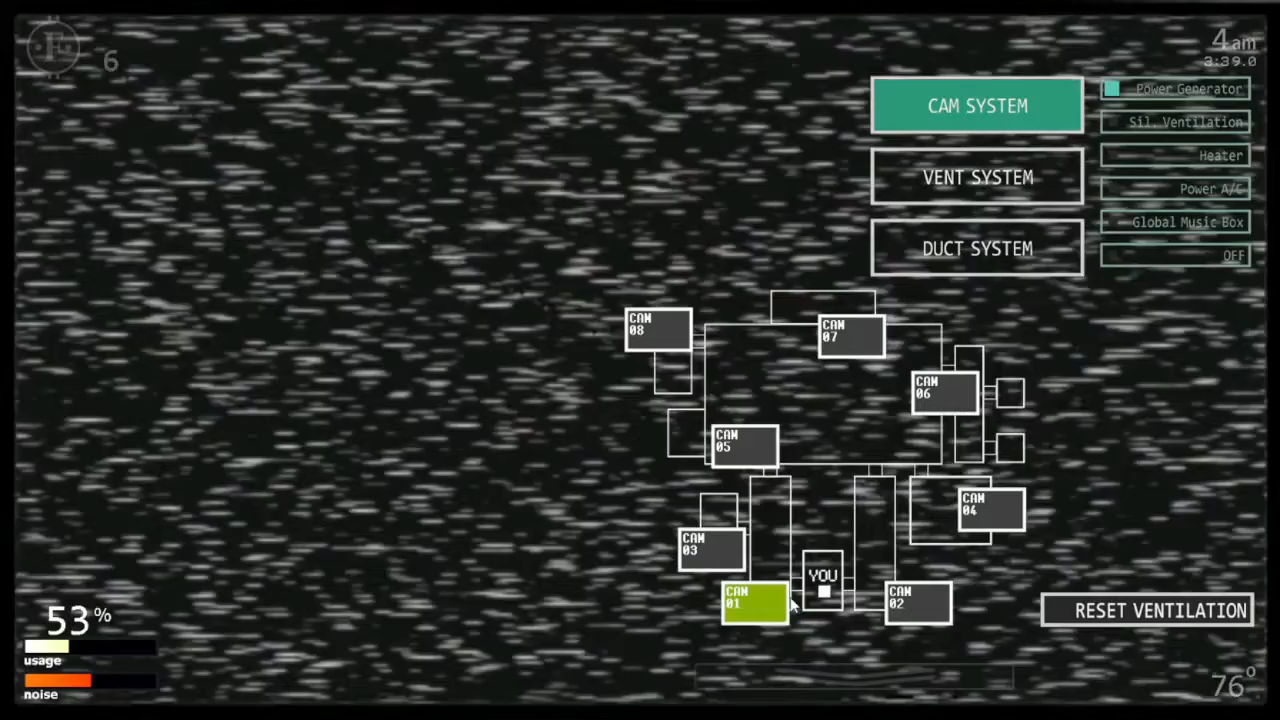 F 6
4am
3:39.0
CAM SYSTEM
VENT SYSTEM
DUCT SYSTEM
Power Generator
Sil. Ventilation
Heater
Power A/C
Global Music Box
OFF
CAM 08
CAM 07
CAM 06
CAM 05
CAM 04
CAM 03
YOU
CAM 01
CAM 02
RESET VENTILATION
53%
usage
noise
76°